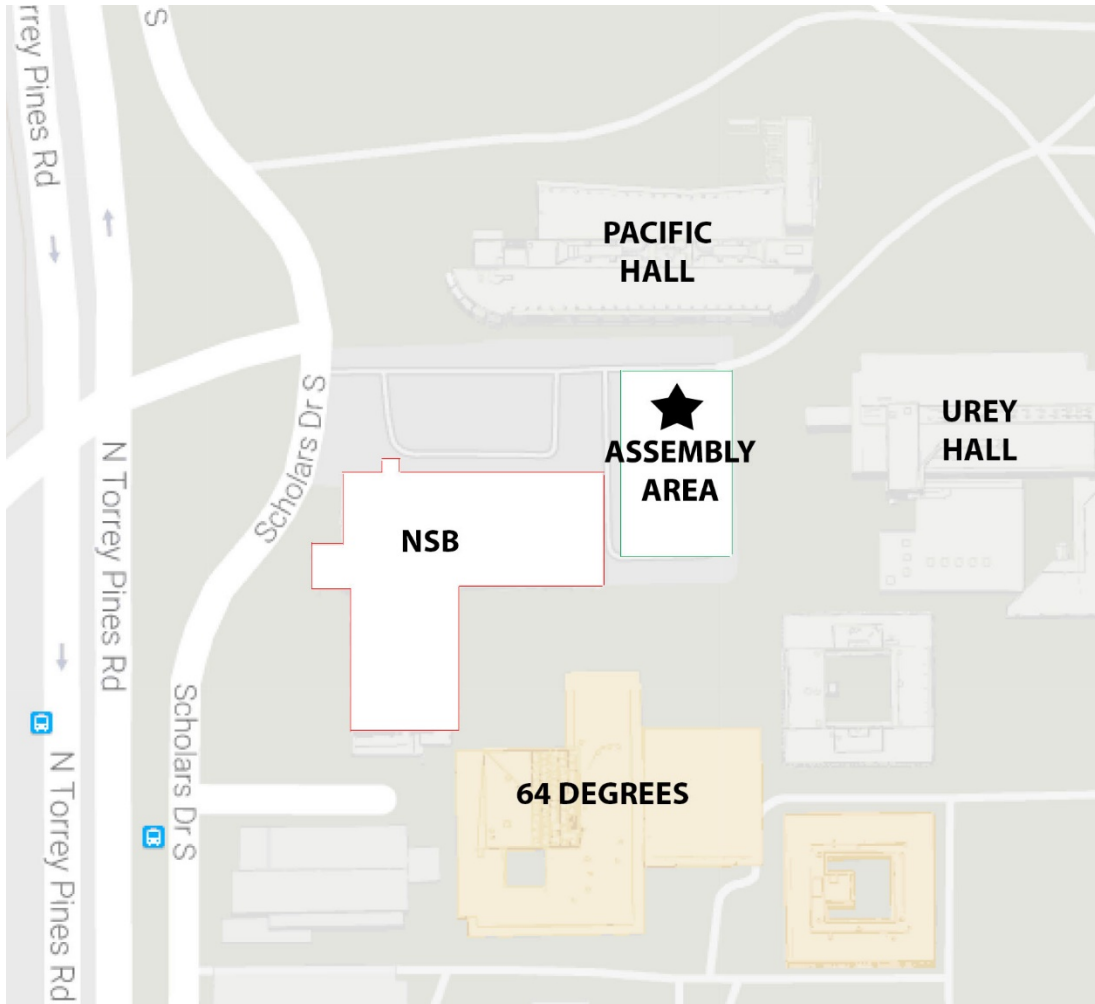 S
rrey Pines Rd
PACIFIC
HALL
Scholars Dr S
ASSEMBLY
AREA
UREY
HALL
N Torrey Pines Rd
NSB
Scholars Dr S
64 DEGREES
N Torrey Pines Rd